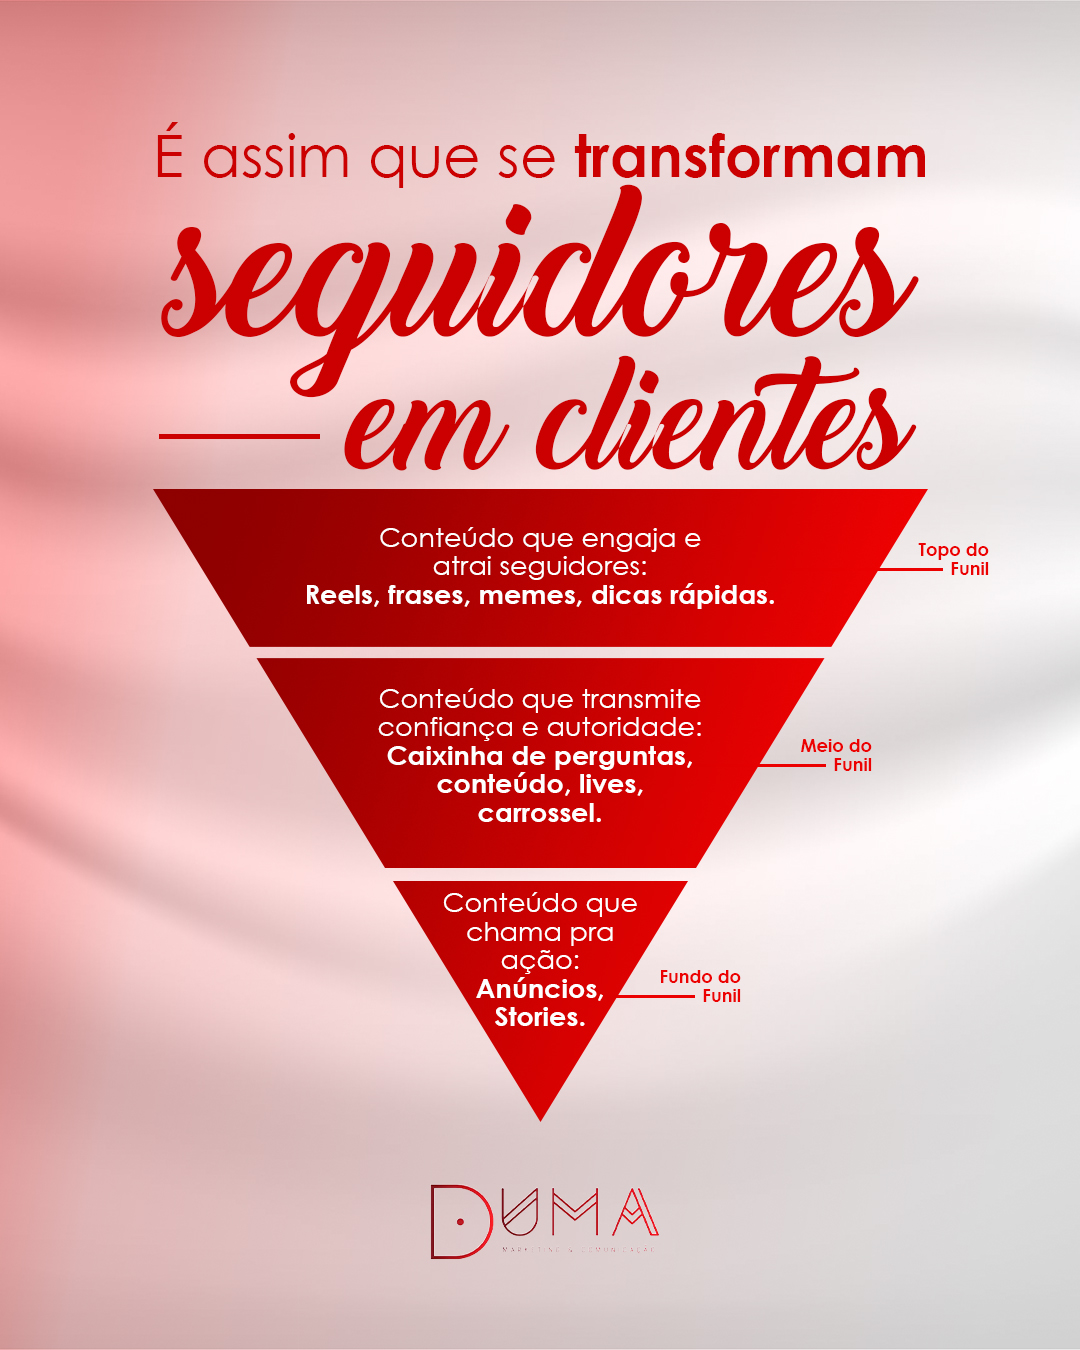 É assim que se transformam
seguidores
em clientes
Conteúdo que engaja e
atrai seguidores:
Reels, frases, memes, dicas rápidas.
Topo do
Funil
Conteúdo que transmite
confiança e autoridade:
Caixinha de perguntas,
conteúdo, lives,
carrossel.
Meio do
Funil
Conteúdo que
chama pra
ação:
Anúncios,
Stories.
Fundo do
Funil
DUMA
MARKETING & COMUNICAÇÃO